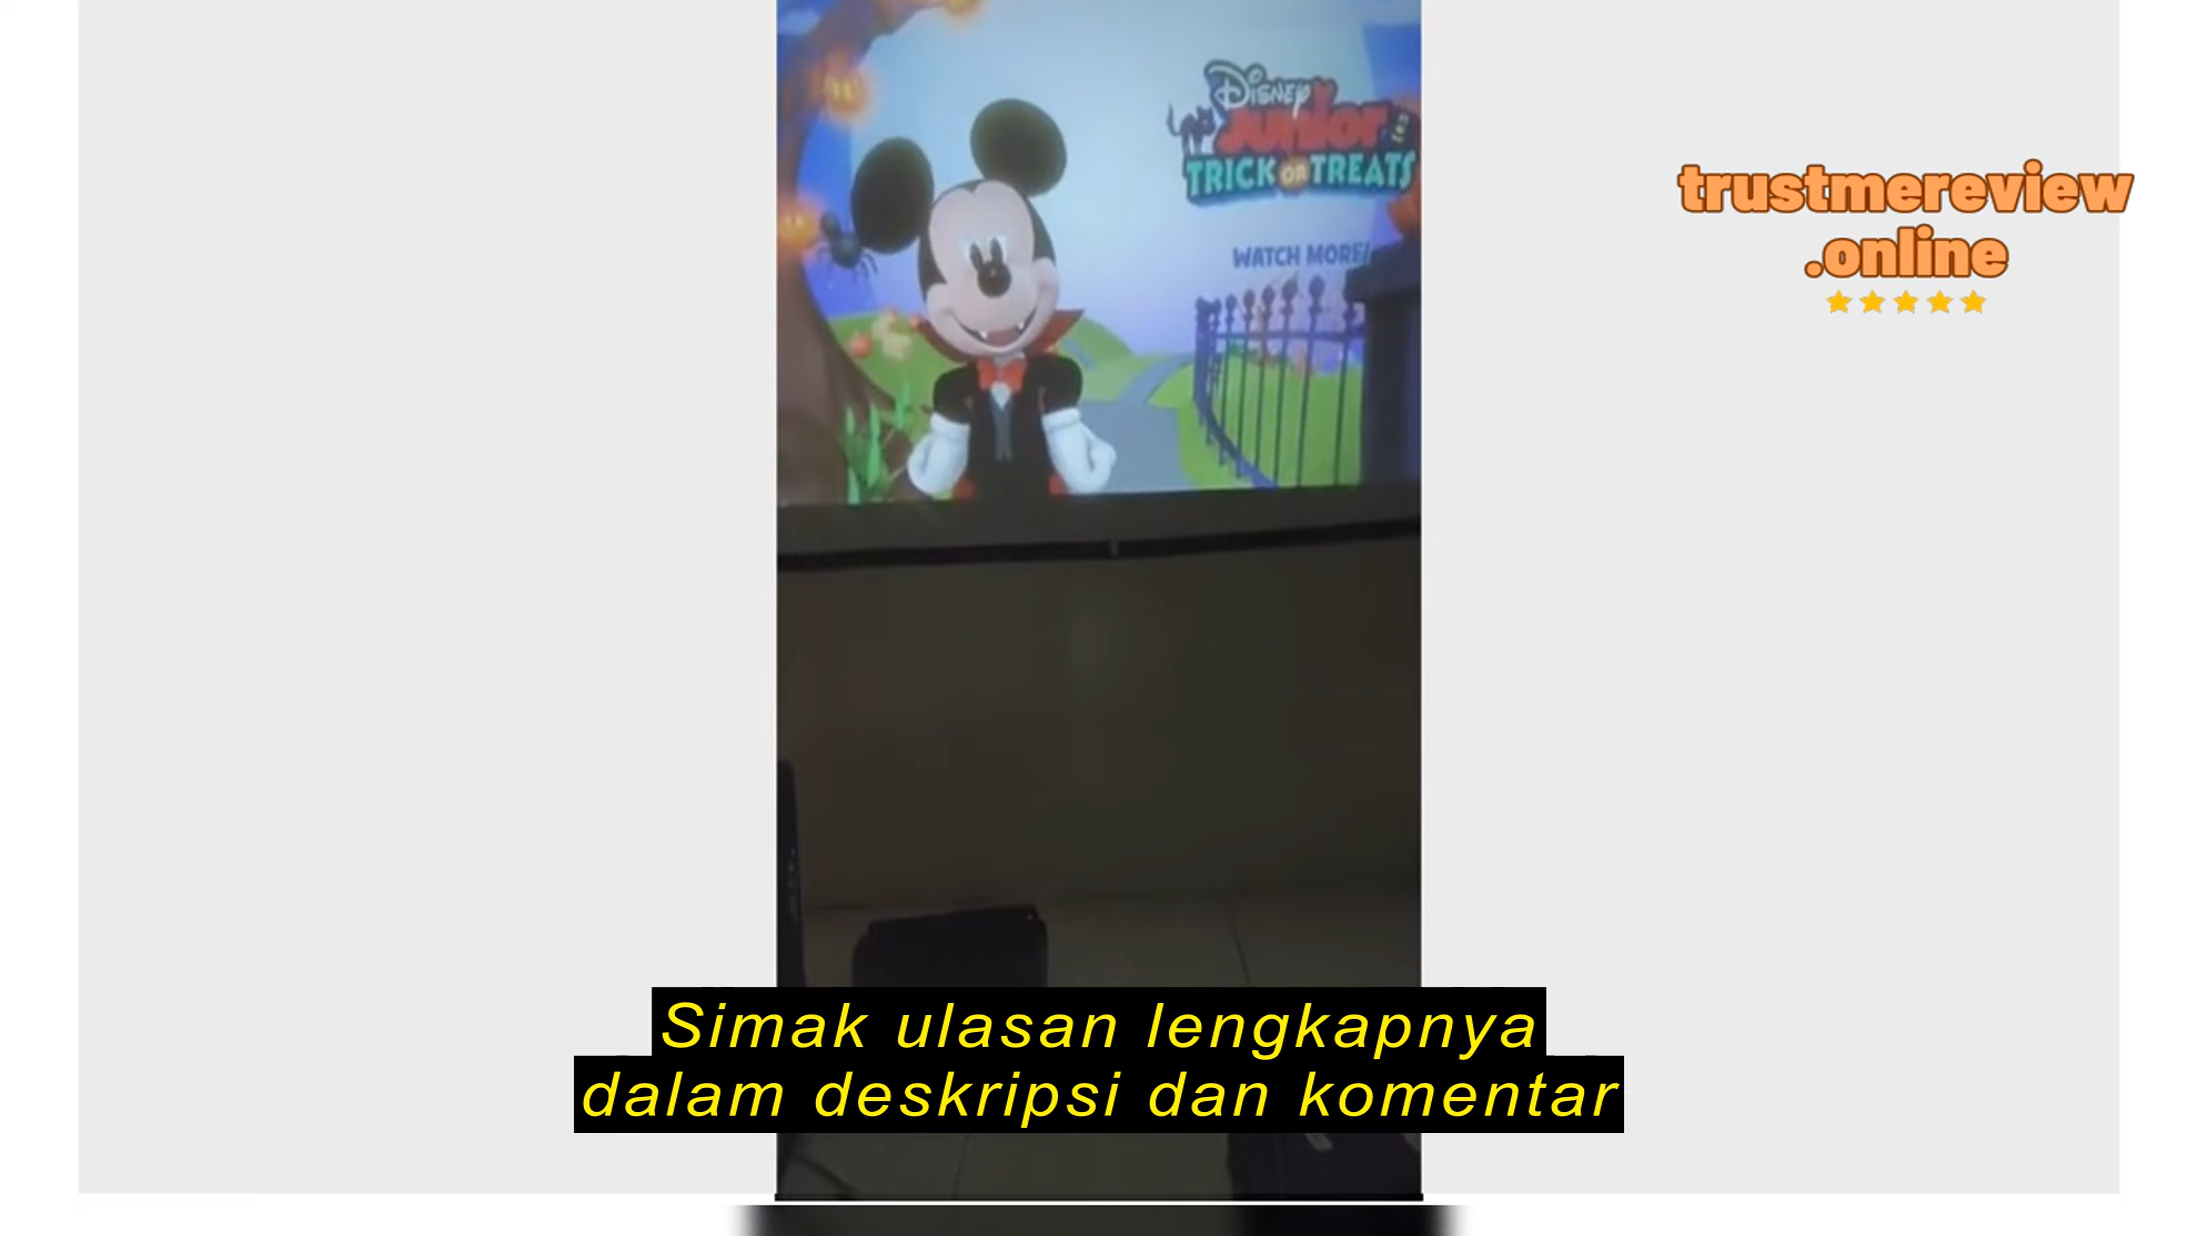 Disney
Junior
TRICK OR TREATS
WATCH MORE!
trustmereview
.online
Simak ulasan lengkapnya
dalam deskripsi dan komentar